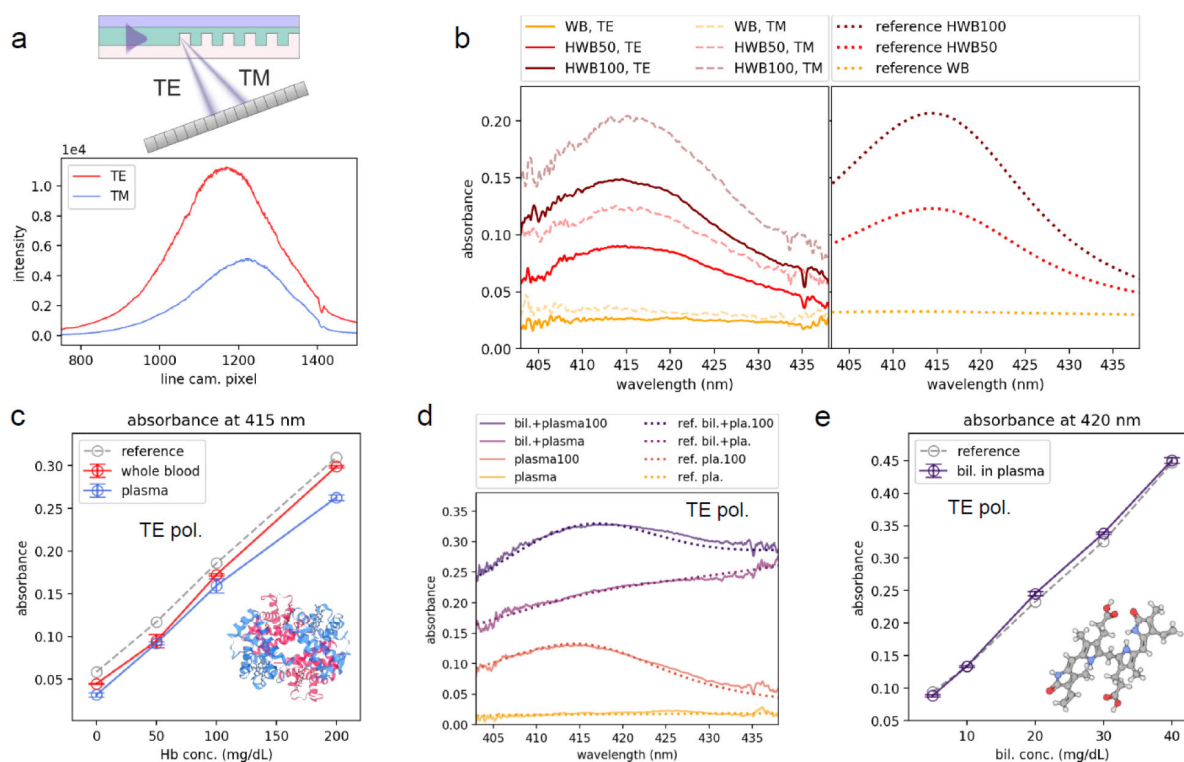 a
TE
TM
1e4
TE
TM
1.0
0.8
0.6
0.4
0.2
0.0
intensity
800
1000
1200
1400
line cam. pixel
b
WB, TE
HWB50, TE
HWB100, TE
WB, TM
HWB50, TM
HWB100, TM
reference HWB100
reference HWB50
reference WB
0.20
0.15
0.10
0.05
0.00
absorbance
405
410
415
420
425
430
435
wavelength (nm)
405
410
415
420
425
430
435
wavelength (nm)
c
absorbance at 415 nm
reference
whole blood
plasma
TE pol.
0.30
0.25
0.20
0.15
0.10
0.05
absorbance
0
50
100
150
200
Hb conc. (mg/dL)
d
bil.+plasma100
bil.+plasma
plasma100
plasma
ref. bil.+pla.100
ref. bil.+pla.
ref. pla.100
ref. pla.
TE pol.
0.35
0.30
0.25
0.20
0.15
0.10
0.05
0.00
absorbance
405
410
415
420
425
430
435
wavelength (nm)
e
absorbance at 420 nm
reference
bil. in plasma
TE pol.
0.45
0.40
0.35
0.30
0.25
0.20
0.15
0.10
0.05
absorbance
10
20
30
40
bil. conc. (mg/dL)